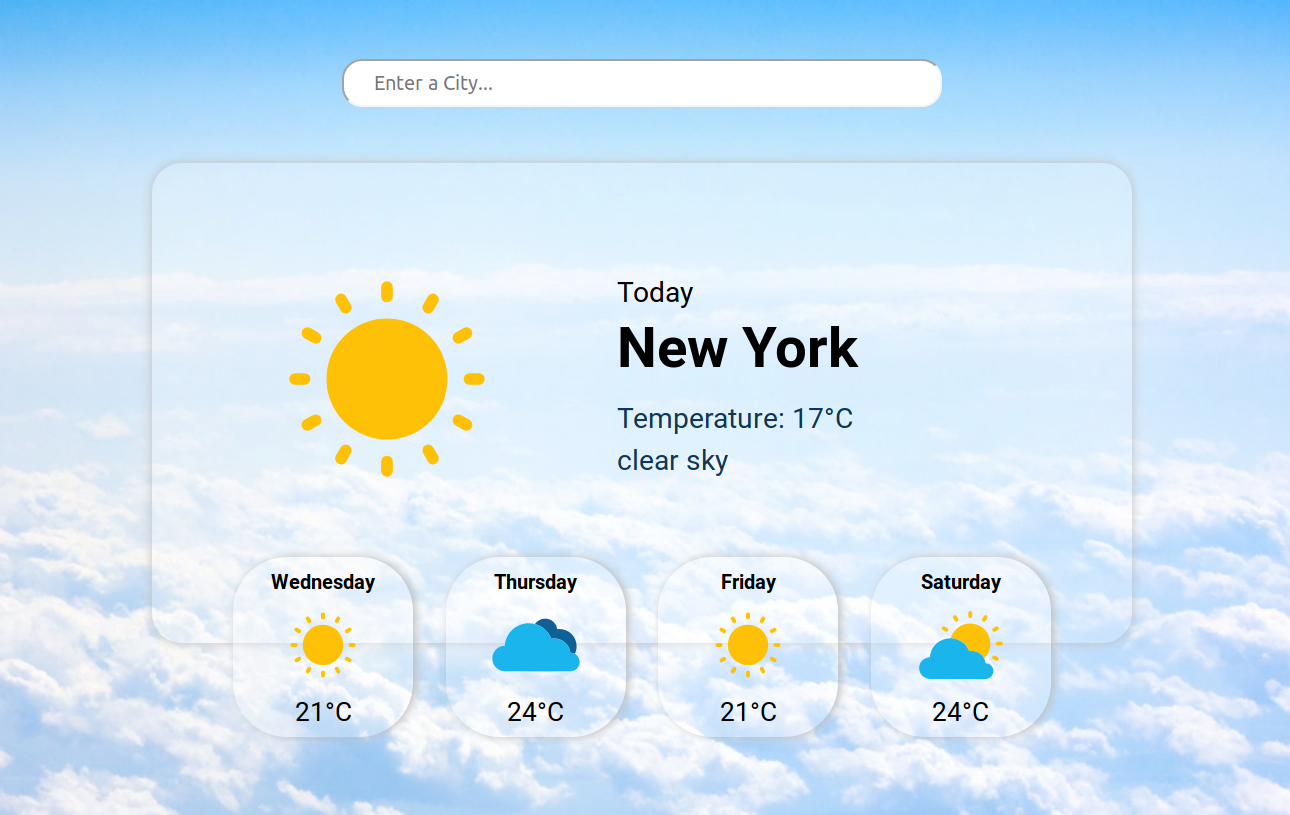 Enter a City...
Today
New York
Temperature: 17°C
clear sky
Wednesday
21°C
Thursday
24°C
Friday
21°C
Saturday
24°C